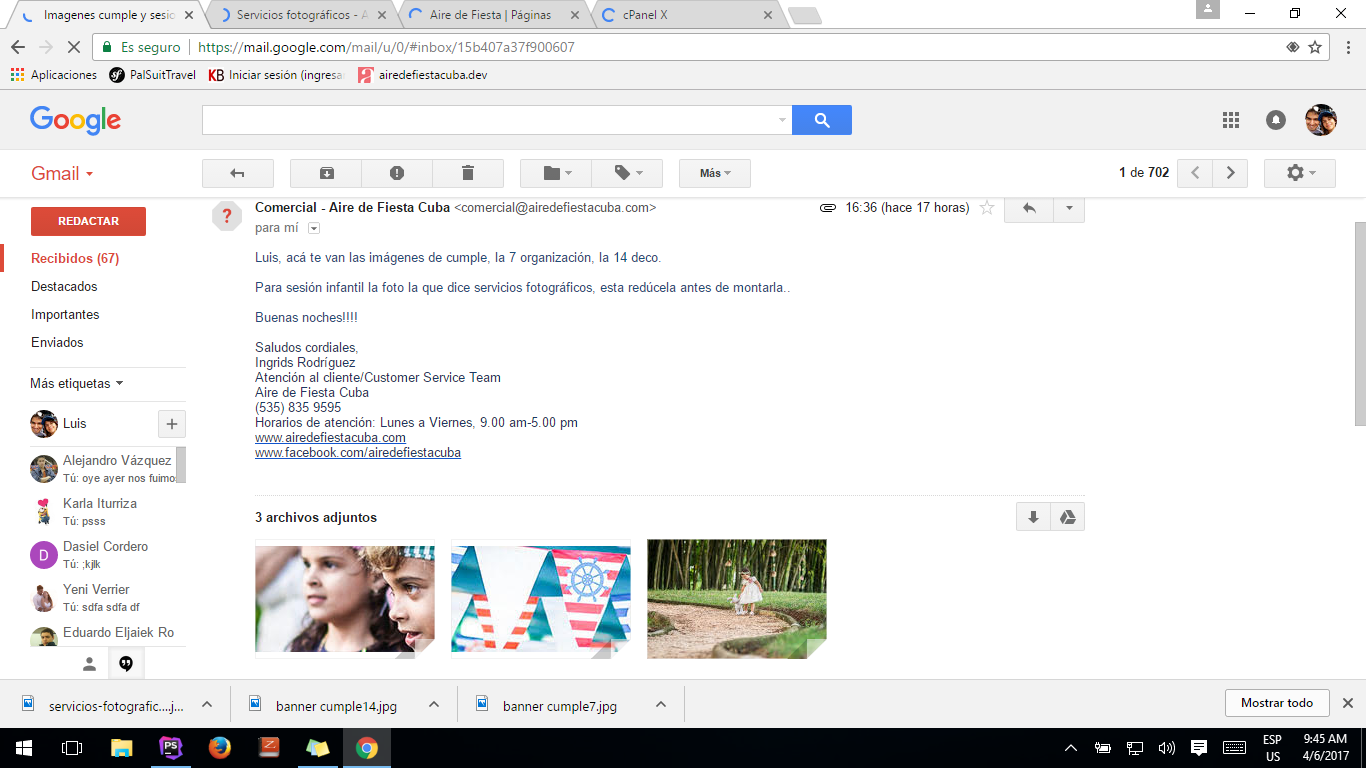 Imagenes cumple y sesio
Servicios fotográficos - A
Aire de Fiesta | Páginas
cPanel X
Es seguro
https://mail.google.com/mail/u/0/#inbox/15b407a37f900607
Aplicaciones
PalSuitTravel
KB Iniciar sesión (ingresa
airedefiestacuba.dev
Google
Gmail
Más
1 de 702
REDACTAR
Comercial - Aire de Fiesta Cuba <comercial@airedefiestacuba.com>
16:36 (hace 17 horas)
para mí
Recibidos (67)
Destacados
Importantes
Enviados
Más etiquetas
Luis
Alejandro Vázquez
Tú: oye ayer nos fuimos
Karla Iturriza
Tú: psss
D
Dasiel Cordero
Tú: ;kjlk
Yeni Verrier
Tú: sdfa sdfa df
Eduardo Eljaiek Ro
Luis, acá te van las imágenes de cumple, la 7 organización, la 14 deco.
Para sesión infantil la foto la que dice servicios fotográficos, esta redúcela antes de montarla..
Buenas noches!!!!
Saludos cordiales,
Ingrids Rodríguez
Atención al cliente/Customer Service Team
Aire de Fiesta Cuba
(535) 835 9595
Horarios de atención: Lunes a Viernes, 9.00 am-5.00 pm
www.airedefiestacuba.com
www.facebook.com/airedefiestacuba
3 archivos adjuntos
servicios-fotografic....j...
banner cumple14.jpg
banner cumple7.jpg
Mostrar todo
PS
ESP
US
9:45 AM
4/6/2017